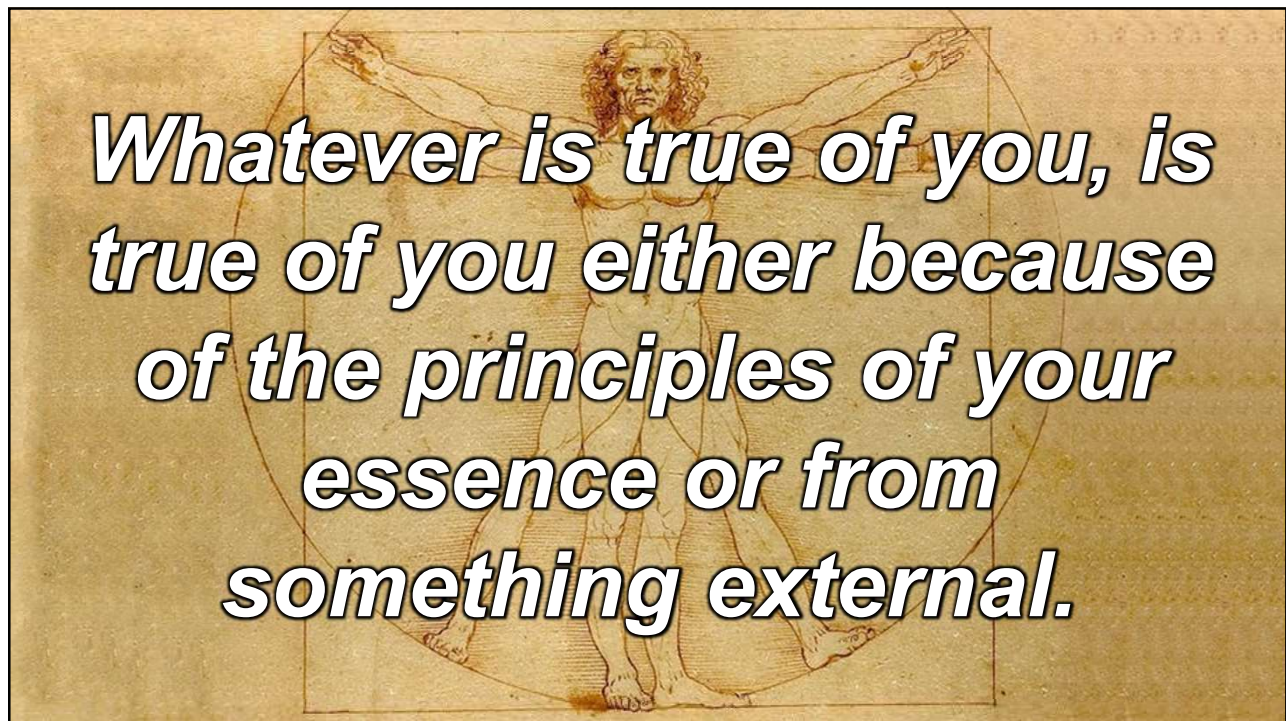 Whatever is true of you, is
true of you either because
of the principles of your
essence or from
something external.